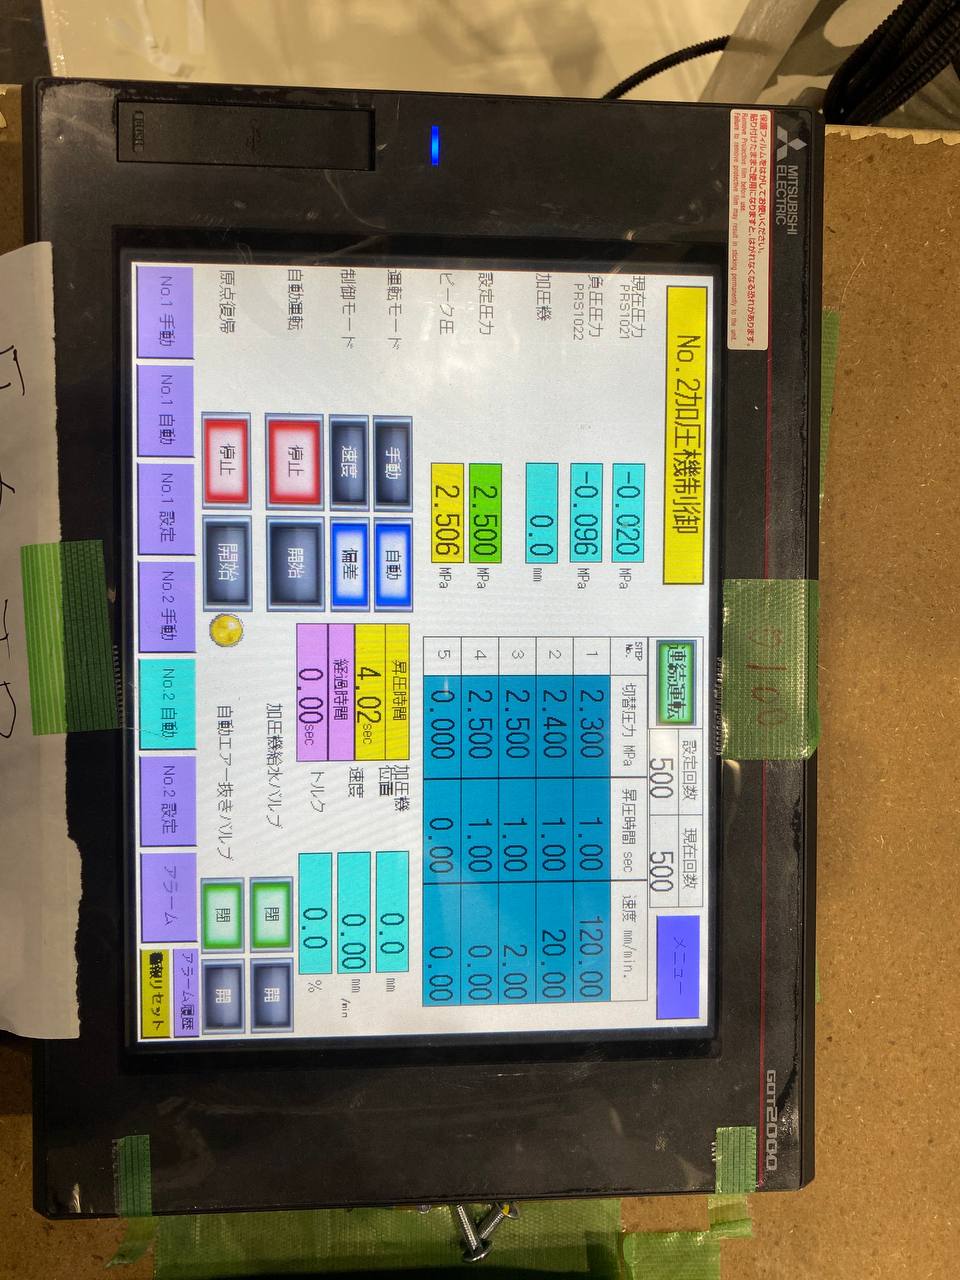 MITSUBISHI
ELECTRIC
GOT2000
保護フィルムをはがしてお使いください。
貼り付けたままご使用になりますと、はがれなくなる恐れがあります。
Remove Protective film before use.
Failure to remove protective film may result in sticking permanently to the unit.
No.2加圧機制御
連続運転 設定回数 現在回数 メニュー
500 500
現在圧力
PRS1021
-0.020 MPa
負圧圧力
PRS1022
-0.096 MPa
加圧機 0.0 mm
設定圧力 2.500 MPa
ピーク圧 2.506 MPa
STEP
No. 切替圧力 MPa 昇圧時間 sec 速度 mm/min.
1 2.300 1.00 120.00
2 2.400 1.00 20.00
3 2.500 1.00 2.00
4 2.500 1.00 0.00
5 0.000 0.00 0.00
運転モード 手動 自動
制御モード 速度 偏差
自動運転 停止 開始
原点復帰 停止 開始
昇圧時間
4.02sec
経過時間
0.00sec
加圧機
位置 0.0 mm
速度 0.00 mm/min
トルク 0.0 %
加圧機給水バルブ 閉 開
自動エアー抜きバルブ 閉 開
No.1 手動 No.1 自動 No.1 設定 No.2 手動 No.2 自動 No.2 設定 アラーム アラーム履歴
リセット